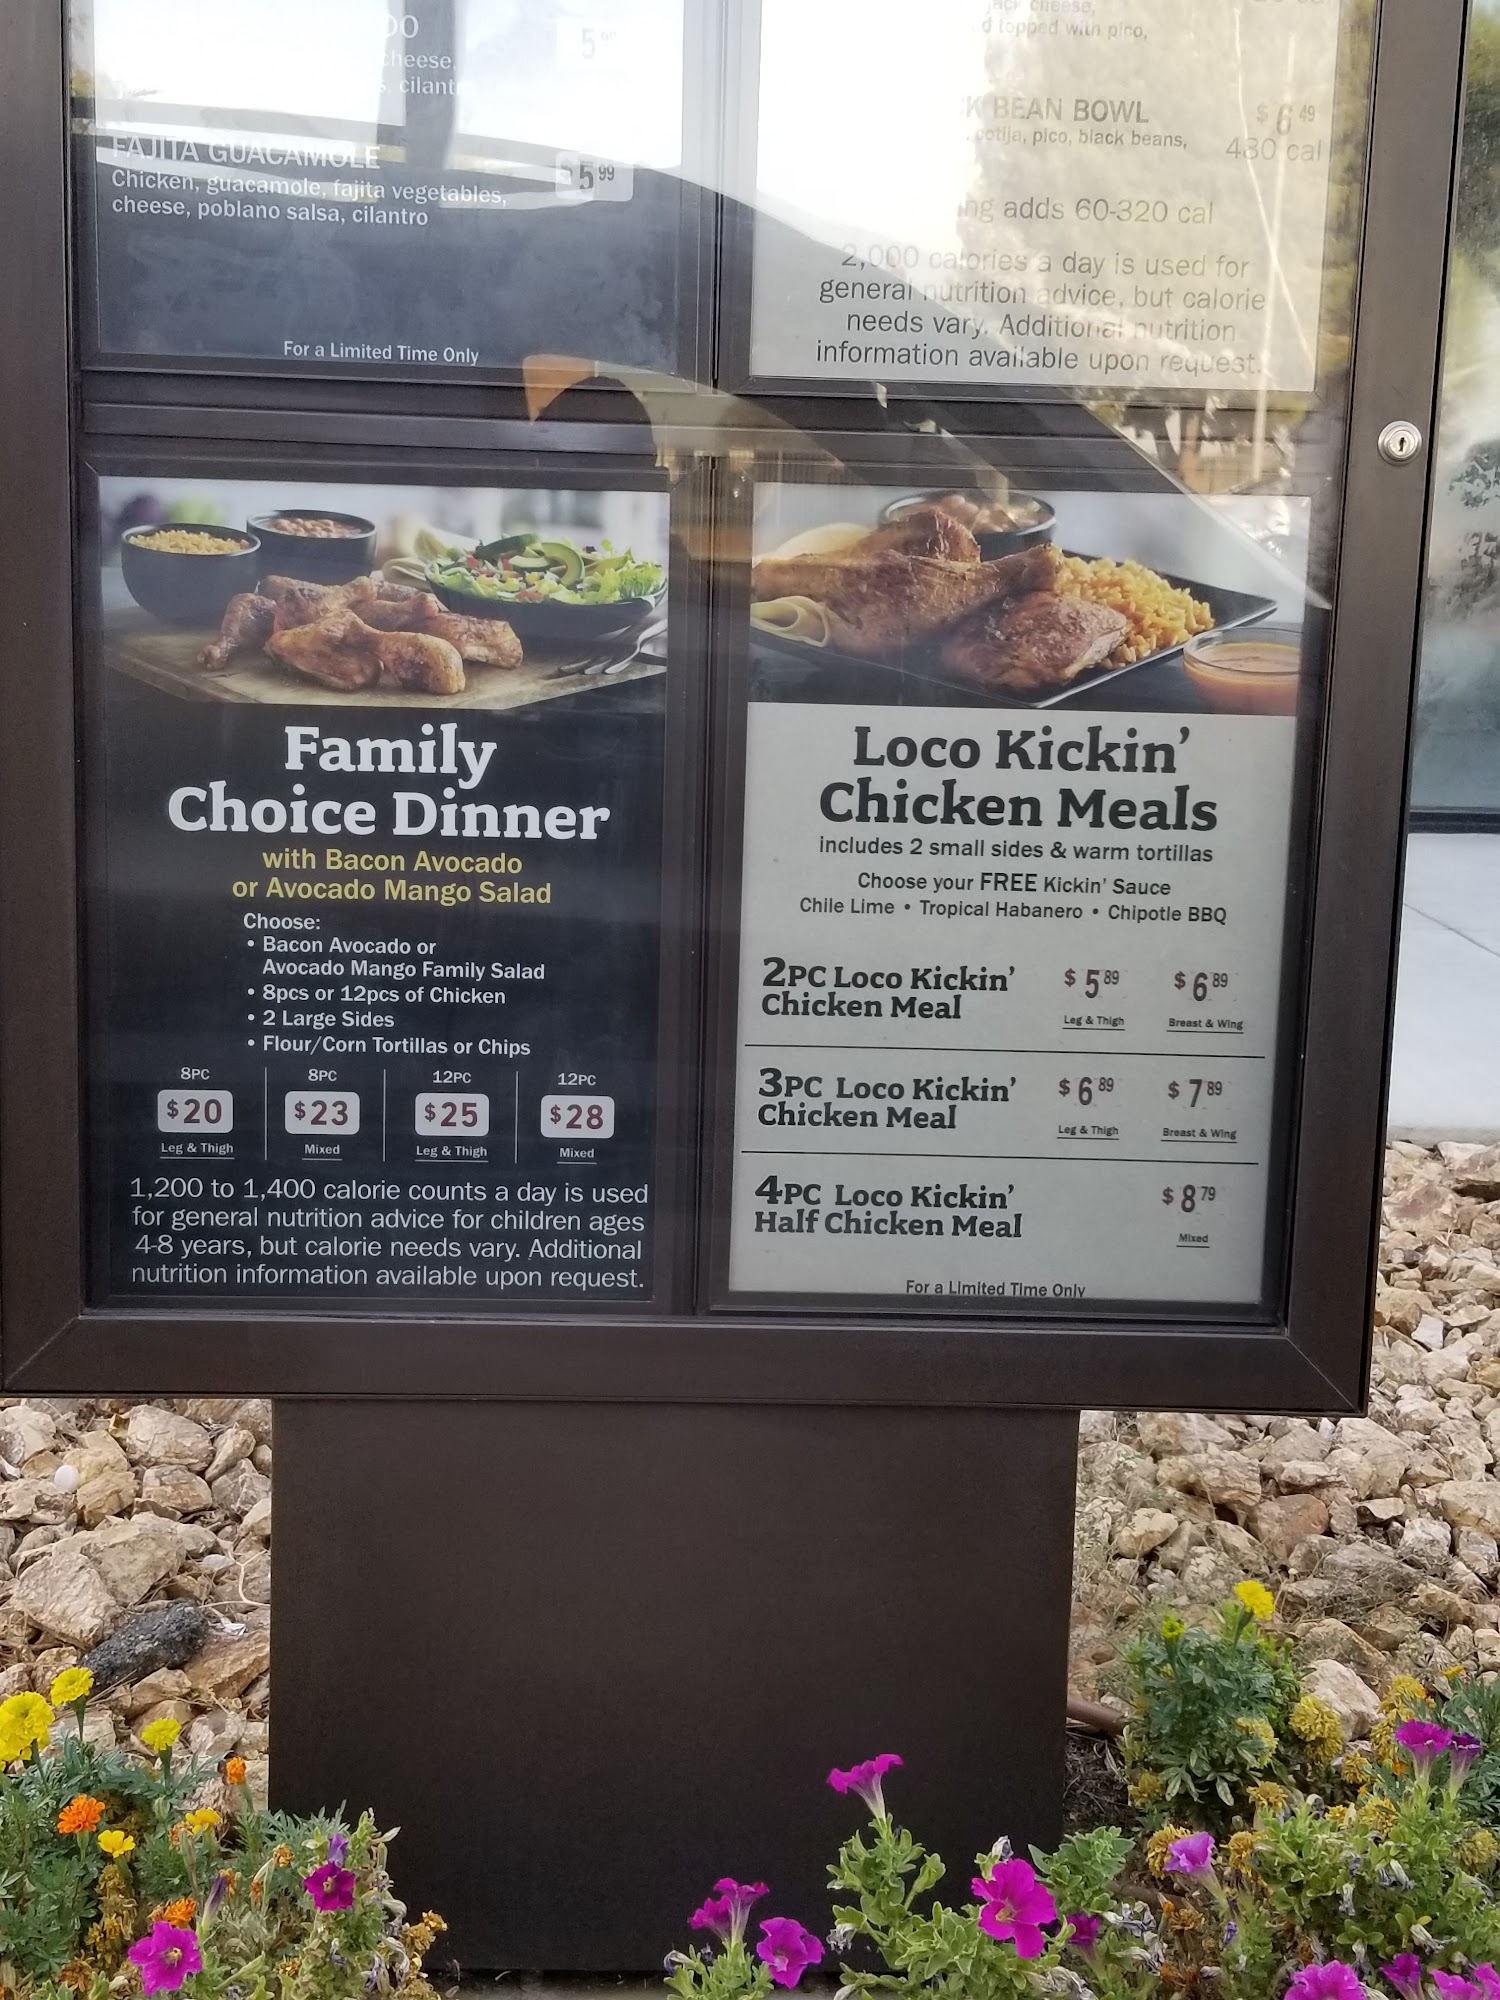 DO
5
cheese,
cilant
FAJITA GUACAMOLE
$5 99
Chicken, guacamole, fajita vegetables,
cheese, poblano salsa, cilantro
For a Limited Time Only
jack cheese,
d topped with pico,
K BEAN BOWL
$6 49
cotija, pico, black beans,
430 cal
ng adds 60-320 cal
2,000 calories a day is used for
general nutrition advice, but calorie
needs vary. Additional nutrition
information available upon request.
Family
Choice Dinner
with Bacon Avocado
or Avocado Mango Salad
Choose:
• Bacon Avocado or
Avocado Mango Family Salad
• 8pcs or 12pcs of Chicken
• 2 Large Sides
• Flour/Corn Tortillas or Chips
8PC 8PC 12PC 12PC
$20 $23 $25 $28
Leg & Thigh Mixed Leg & Thigh Mixed
1,200 to 1,400 calorie counts a day is used
for general nutrition advice for children ages
4-8 years, but calorie needs vary. Additional
nutrition information available upon request.
Loco Kickin'
Chicken Meals
includes 2 small sides & warm tortillas
Choose your FREE Kickin' Sauce
Chile Lime • Tropical Habanero • Chipotle BBQ
2PC Loco Kickin' $5 89 $6 89
Chicken Meal Leg & Thigh Breast & Wing
3PC Loco Kickin' $6 89 $7 89
Chicken Meal Leg & Thigh Breast & Wing
4PC Loco Kickin' $8 79
Half Chicken Meal Mixed
For a Limited Time Only